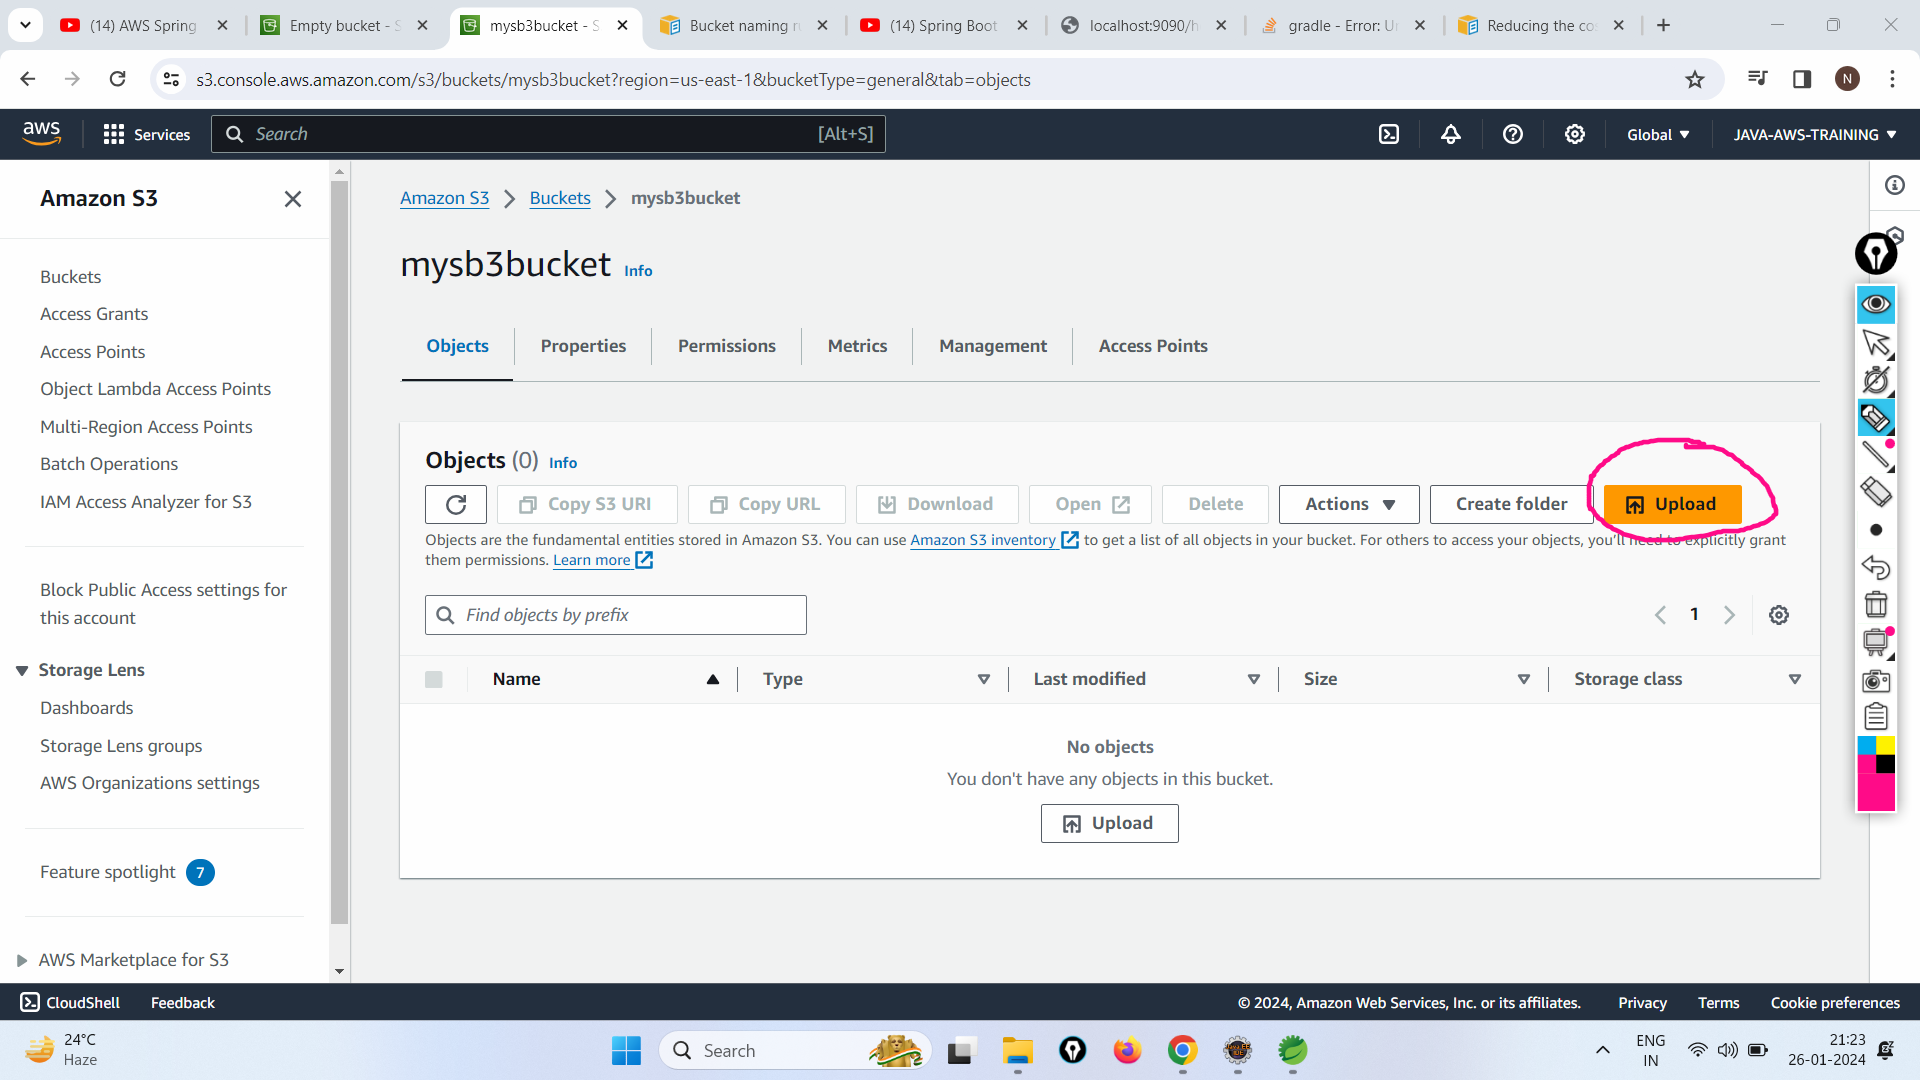 (14) AWS Spring
Empty bucket - S
mysb3bucket - S
Bucket naming r
(14) Spring Boot
localhost:9090/h
gradle - Error: Un
Reducing the co
s3.console.aws.amazon.com/s3/buckets/mysb3bucket?region=us-east-1&bucketType=general&tab=objects
N
aws
Services
Search
[Alt+S]
Global
JAVA-AWS-TRAINING
Amazon S3
Buckets
Access Grants
Access Points
Object Lambda Access Points
Multi-Region Access Points
Batch Operations
IAM Access Analyzer for S3
Block Public Access settings for
this account
Storage Lens
Dashboards
Storage Lens groups
AWS Organizations settings
Feature spotlight 7
AWS Marketplace for S3
Amazon S3 > Buckets > mysb3bucket
mysb3bucket Info
Objects
Properties
Permissions
Metrics
Management
Access Points
Objects (0) Info
Copy S3 URI
Copy URL
Download
Open
Delete
Actions
Create folder
Upload
Objects are the fundamental entities stored in Amazon S3. You can use Amazon S3 inventory to get a list of all objects in your bucket. For others to access your objects, you'll need to explicitly grant
them permissions. Learn more
Find objects by prefix
1
Name
Type
Last modified
Size
Storage class
No objects
You don't have any objects in this bucket.
Upload
CloudShell
Feedback
© 2024, Amazon Web Services, Inc. or its affiliates.
Privacy
Terms
Cookie preferences
24°C
Haze
Search
ENG
IN
21:23
26-01-2024